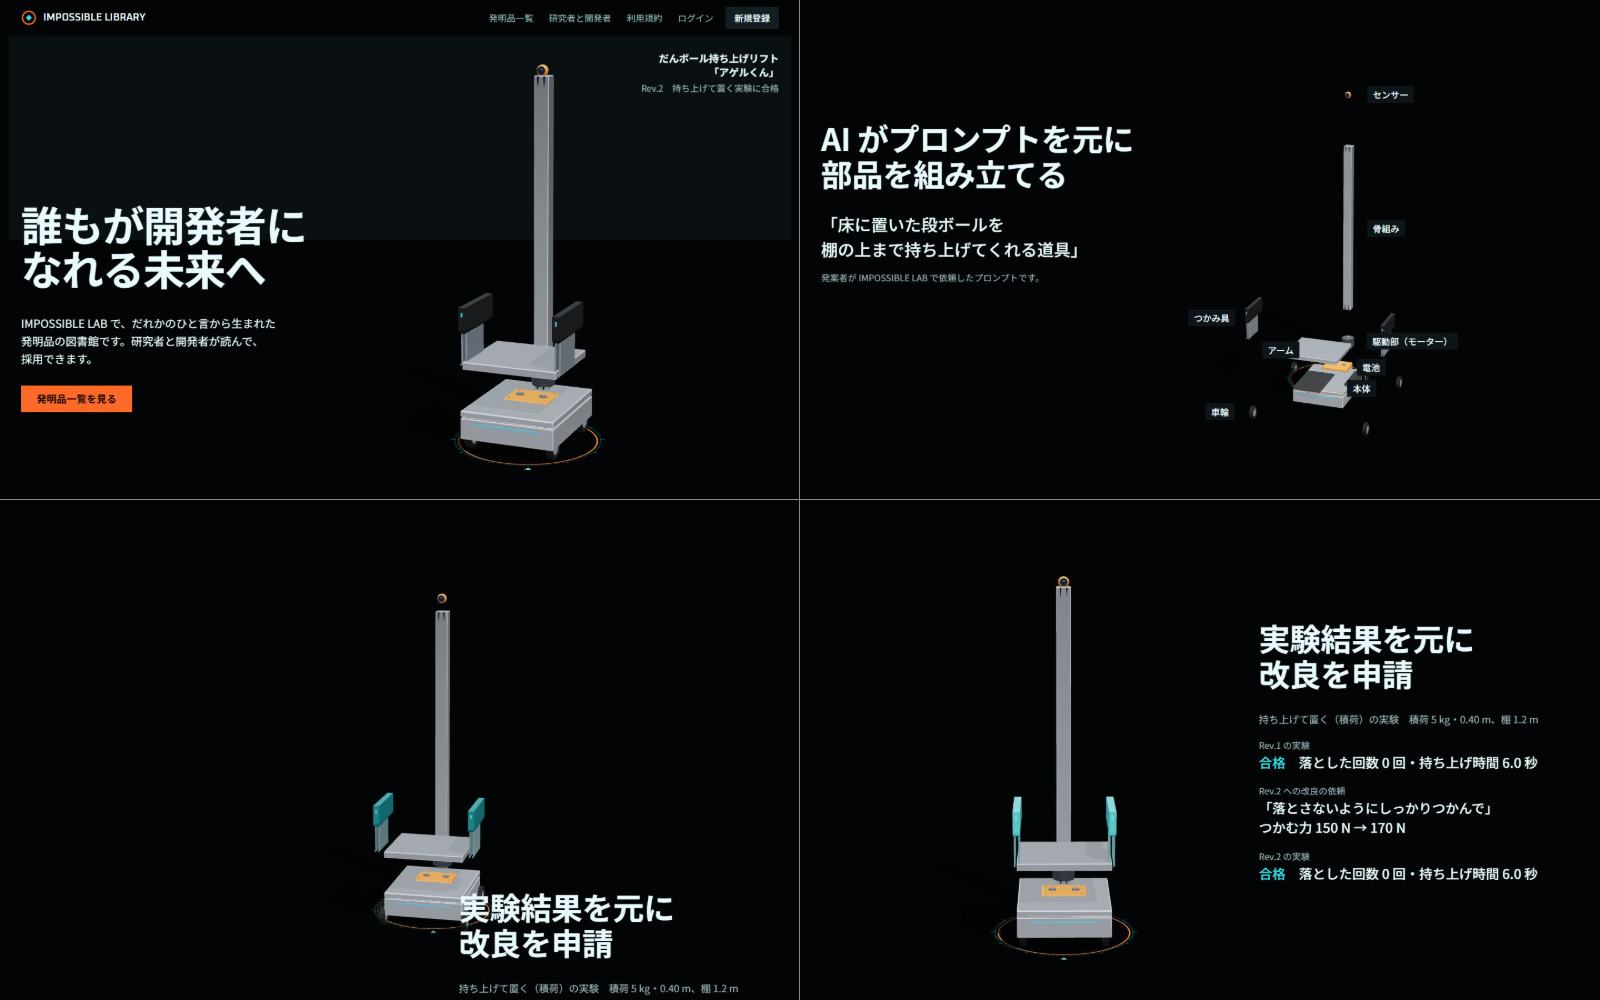 IMPOSSIBLE LIBRARY
発明品一覧 研究者と開発者 利用規約 ログイン 新規登録
だんボール持ち上げリフト
「アゲルくん」
Rev.2 持ち上げて置く実験に合格
誰もが開発者に
なれる未来へ
IMPOSSIBLE LAB で、だれかのひと言から生まれた
発明品の図書館です。研究者と開発者が読んで、
採用できます。
発明品一覧を見る
AI がプロンプトを元に
部品を組み立てる
「床に置いた段ボールを
棚の上まで持ち上げてくれる道具」
発案者が IMPOSSIBLE LAB で依頼したプロンプトです。
センサー
骨組み
つかみ具
駆動部（モーター）
アーム
電池
本体
車輪
実験結果を元に
改良を申請
持ち上げて置く（積荷）の実験 積荷 5 kg・0.40 m、棚 1.2 m
実験結果を元に
改良を申請
持ち上げて置く（積荷）の実験 積荷 5 kg・0.40 m、棚 1.2 m
Rev.1 の実験
合格 落とした回数 0 回・持ち上げ時間 6.0 秒
Rev.2 への改良の依頼
「落とさないようにしっかりつかんで」
つかむ力 150 N → 170 N
Rev.2 の実験
合格 落とした回数 0 回・持ち上げ時間 6.0 秒